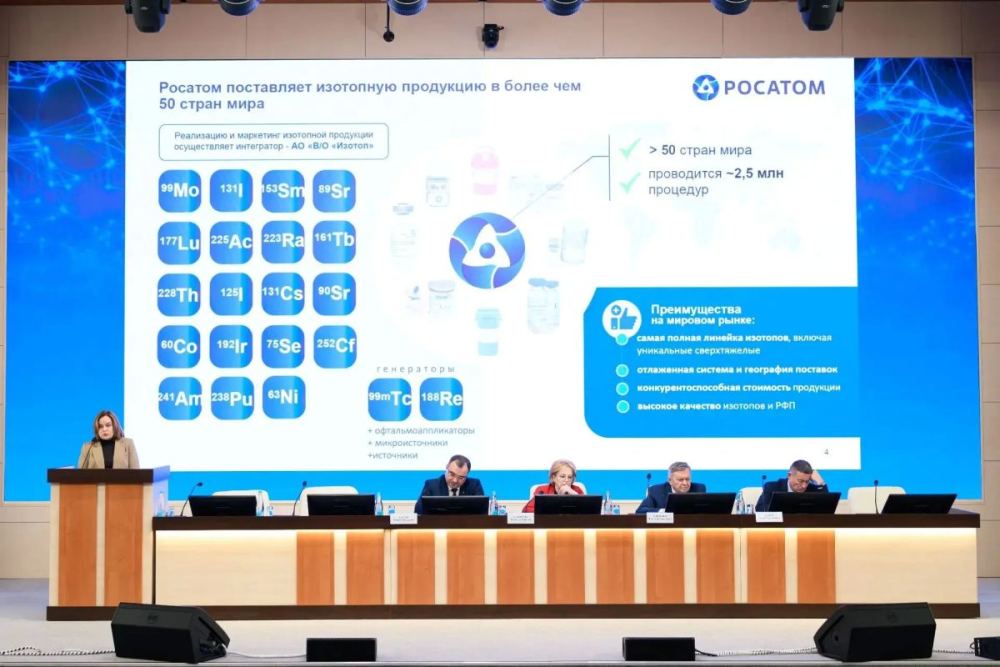 Росатом поставляет изотопную продукцию в более чем
50 стран мира
РОСАТОМ
Реализацию и маркетинг изотопной продукции
осуществляет интегратор - АО «В/О «Изотоп»
> 50 стран мира
проводится ~2,5 млн
процедур
99Mo 131I 153Sm 89Sr
177Lu 225Ac 223Ra 161Tb
228Th 125I 131Cs 90Sr
60Co 192Ir 75Se 252Cf
241Am 238Pu 63Ni
генераторы
99mTc 188Re
+ офтальмоаппликаторы
+ микроисточники
+источники
Преимущества
на мировом рынке:
самая полная линейка изотопов, включая
уникальные сверхтяжелые
отлаженная система и география поставок
конкурентоспособная стоимость продукции
высокое качество изотопов и РФП
4